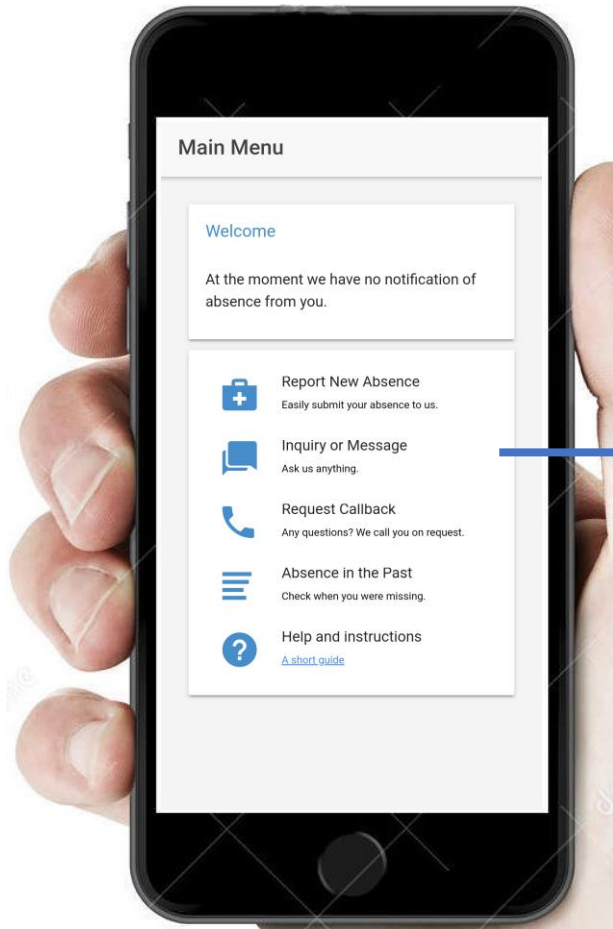 Main Menu
Welcome
At the moment we have no notification of
absence from you.
Report New Absence
Easily submit your absence to us.
Inquiry or Message
Ask us anything.
Request Callback
Any questions? We call you on request.
Absence in the Past
Check when you were missing.
Help and instructions
A short guide